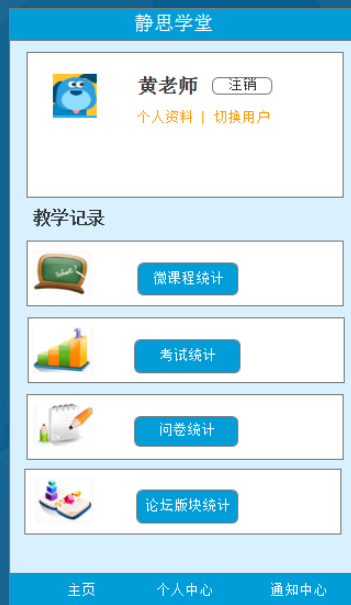 静思学堂
黄老师 注销
个人资料 | 切换用户
教学记录
What?
微课程统计
考试统计
问卷统计
论坛版块统计
主页 个人中心 通知中心